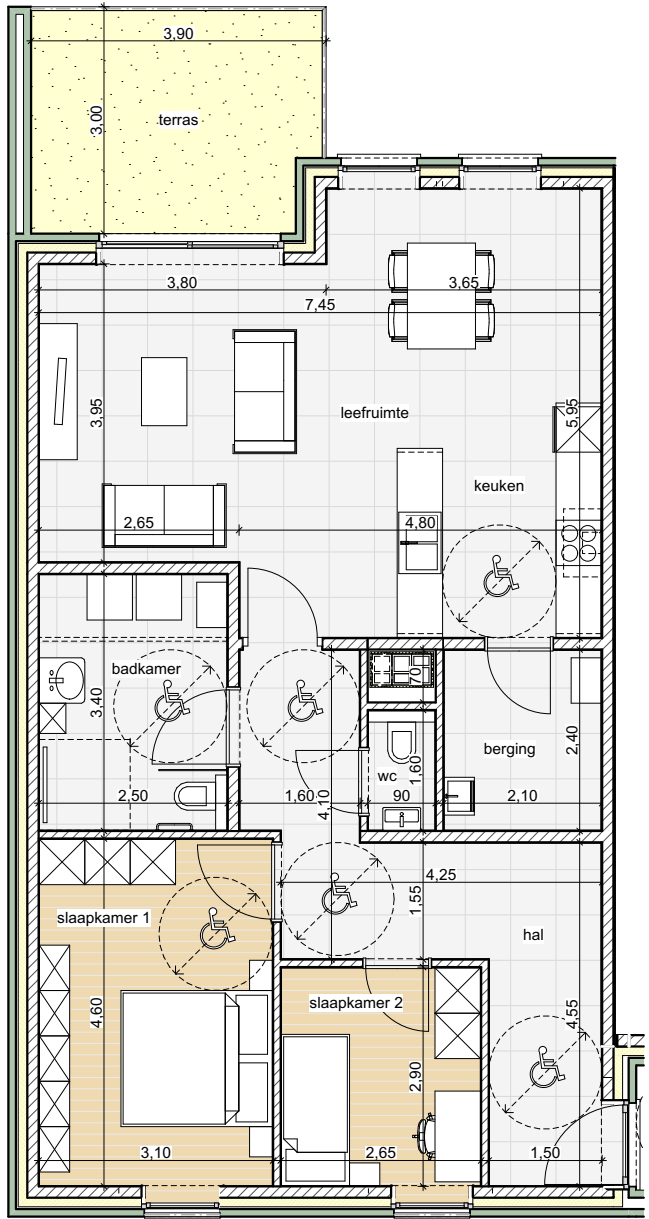 3,90
3,00
terras
3,80
3,65
7,45
3,95
leefruimte
5,95
keuken
2,65
4,80
badkamer
70
3,40
berging
2,40
wc
1,60
2,50
1,60
4,10
90
2,10
4,25
1,55
slaapkamer 1
hal
slaapkamer 2
4,60
4,55
2,90
3,10
2,65
1,50